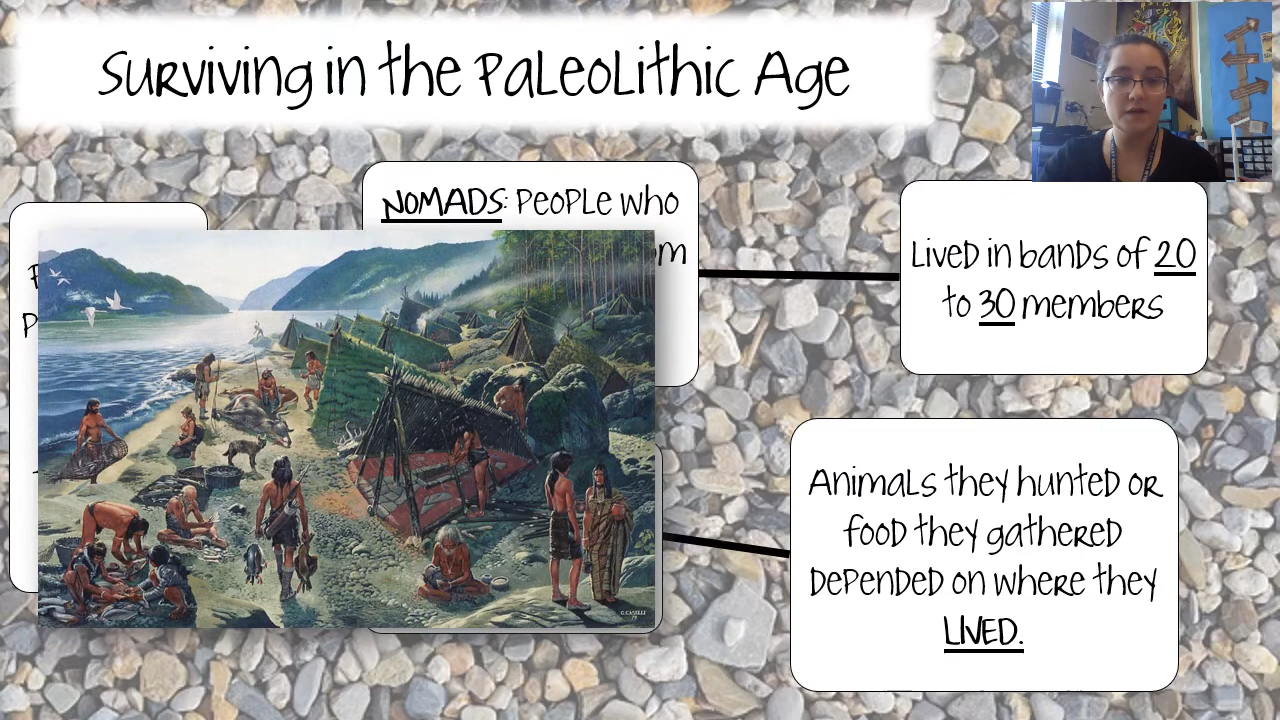 Surviving in the Paleolithic Age
NOMADS: People who
om
Lived in bands of 20
to 30 members
Animals they hunted or
food they gathered
depended on where they
LIVED.